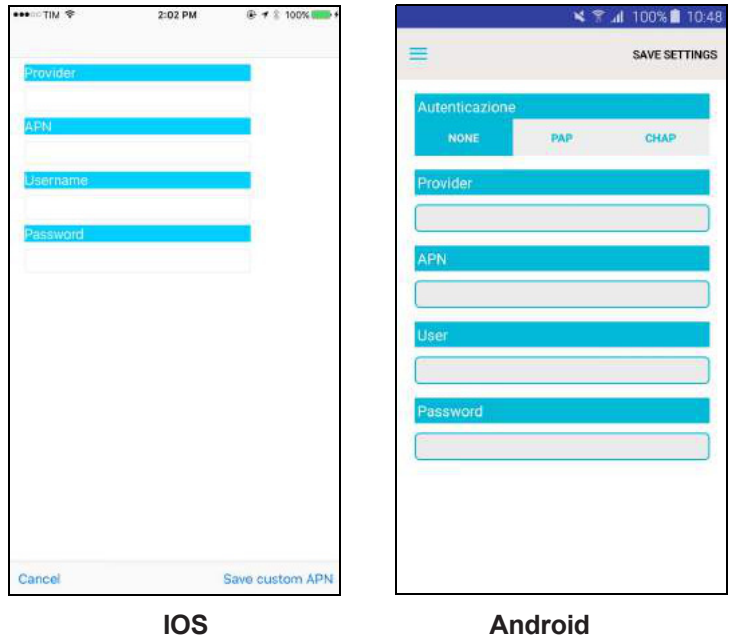 TIM 2:02 PM 100%
Provider
APN
Username
Password
Cancel Save custom APN
IOS
100% 10:48
SAVE SETTINGS
Autenticazione
NONE PAP CHAP
Provider
APN
User
Password
Android